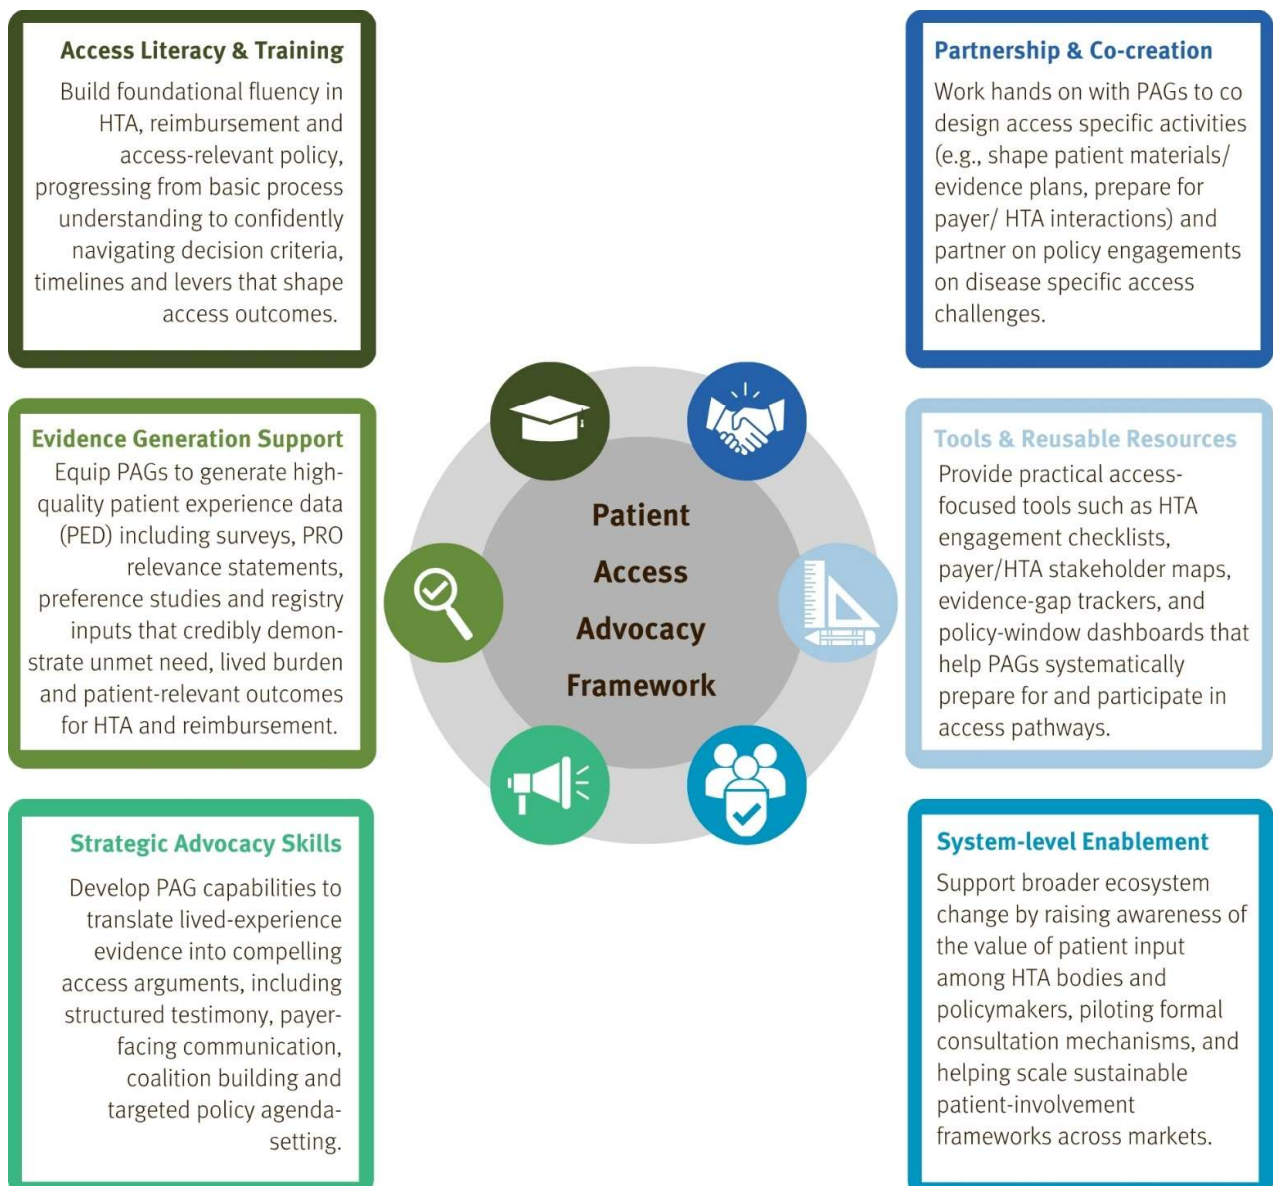 Access Literacy & Training
Build foundational fluency in
HTA, reimbursement and
access-relevant policy,
progressing from basic process
understanding to confidently
navigating decision criteria,
timelines and levers that shape
access outcomes.
Evidence Generation Support
Equip PAGs to generate high-
quality patient experience data
(PED) including surveys, PRO
relevance statements,
preference studies and registry
inputs that credibly demon-
strate unmet need, lived burden
and patient-relevant outcomes
for HTA and reimbursement.
Strategic Advocacy Skills
Develop PAG capabilities to
translate lived-experience
evidence into compelling
access arguments, including
structured testimony, payer-
facing communication,
coalition building and
targeted policy agenda-
setting.
Patient
Access
Advocacy
Framework
Partnership & Co-creation
Work hands on with PAGs to co
design access specific activities
(e.g., shape patient materials/
evidence plans, prepare for
payer/ HTA interactions) and
partner on policy engagements
on disease specific access
challenges.
Tools & Reusable Resources
Provide practical access-
focused tools such as HTA
engagement checklists,
payer/HTA stakeholder maps,
evidence-gap trackers, and
policy-window dashboards that
help PAGs systematically
prepare for and participate in
access pathways.
System-level Enablement
Support broader ecosystem
change by raising awareness of
the value of patient input
among HTA bodies and
policymakers, piloting formal
consultation mechanisms, and
helping scale sustainable
patient-involvement
frameworks across markets.